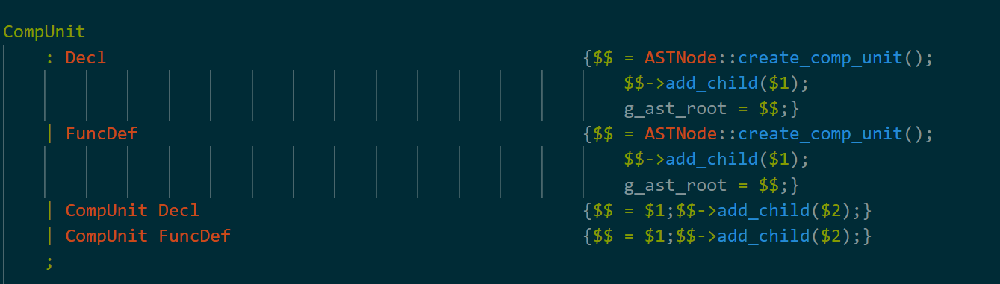 CompUnit
: Decl {$$ = ASTNode::create_comp_unit();
$$->add_child($1);
g_ast_root = $$;}
| FuncDef {$$ = ASTNode::create_comp_unit();
$$->add_child($1);
g_ast_root = $$;}
| CompUnit Decl {$$ = $1;$$->add_child($2);}
| CompUnit FuncDef {$$ = $1;$$->add_child($2);}
;